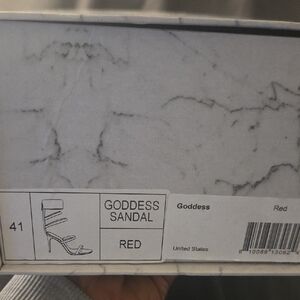 41
GODDESS
SANDAL
RED
Goddess
Red
United States